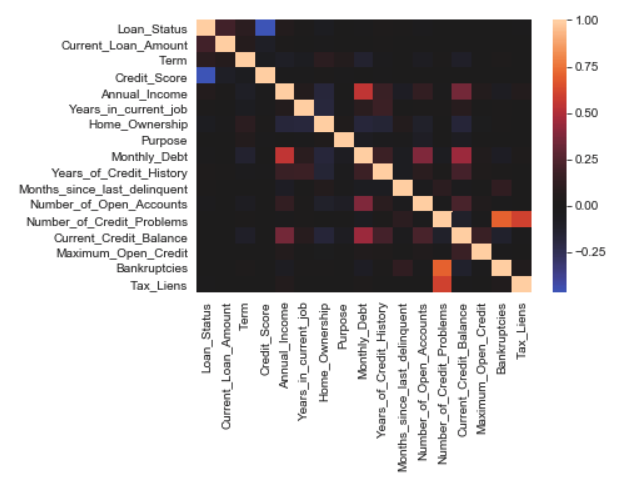 Loan_Status
Current_Loan_Amount
Term
Credit_Score
Annual_Income
Years_in_current_job
Home_Ownership
Purpose
Monthly_Debt
Years_of_Credit_History
Months_since_last_delinquent
Number_of_Open_Accounts
Number_of_Credit_Problems
Current_Credit_Balance
Maximum_Open_Credit
Bankruptcies
Tax_Liens
Loan_Status
Current_Loan_Amount
Term
Credit_Score
Annual_Income
Years_in_current_job
Home_Ownership
Purpose
Monthly_Debt
Years_of_Credit_History
Months_since_last_delinquent
Number_of_Open_Accounts
Number_of_Credit_Problems
Current_Credit_Balance
Maximum_Open_Credit
Bankruptcies
Tax_Liens
1.00
0.75
0.50
0.25
0.00
−0.25